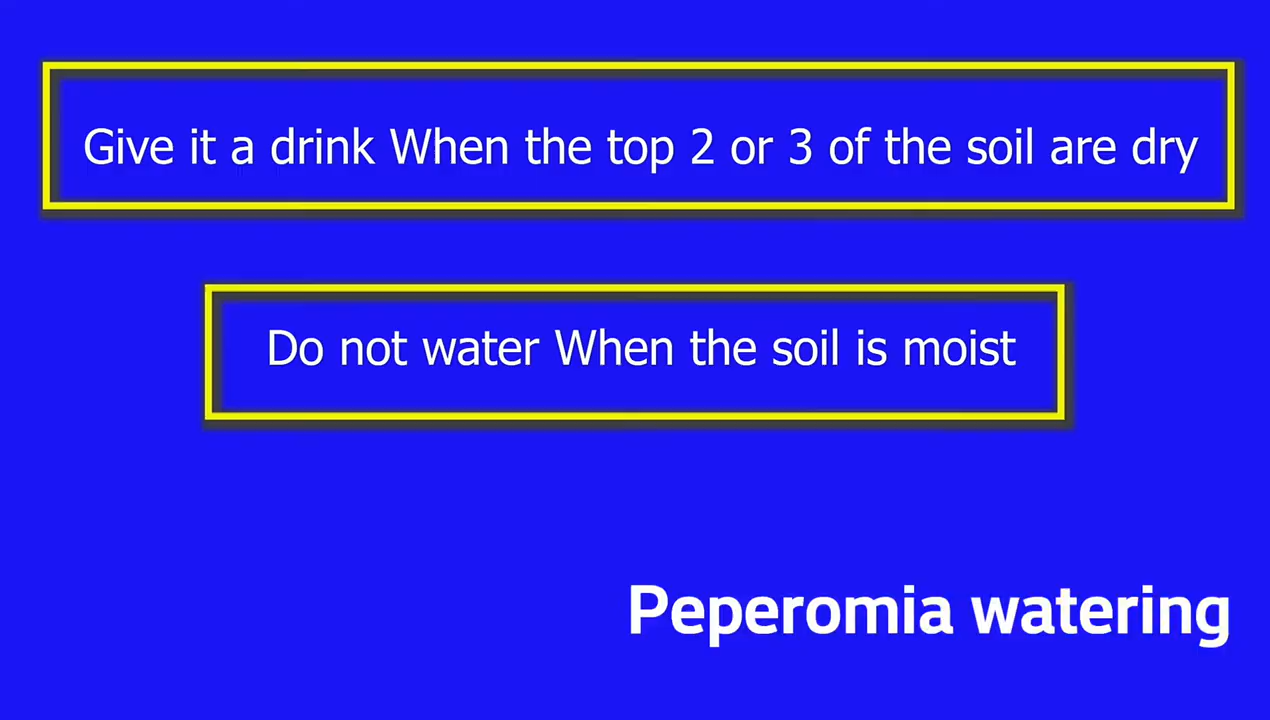 Give it a drink When the top 2 or 3 of the soil are dry
Do not water When the soil is moist
Peperomia watering